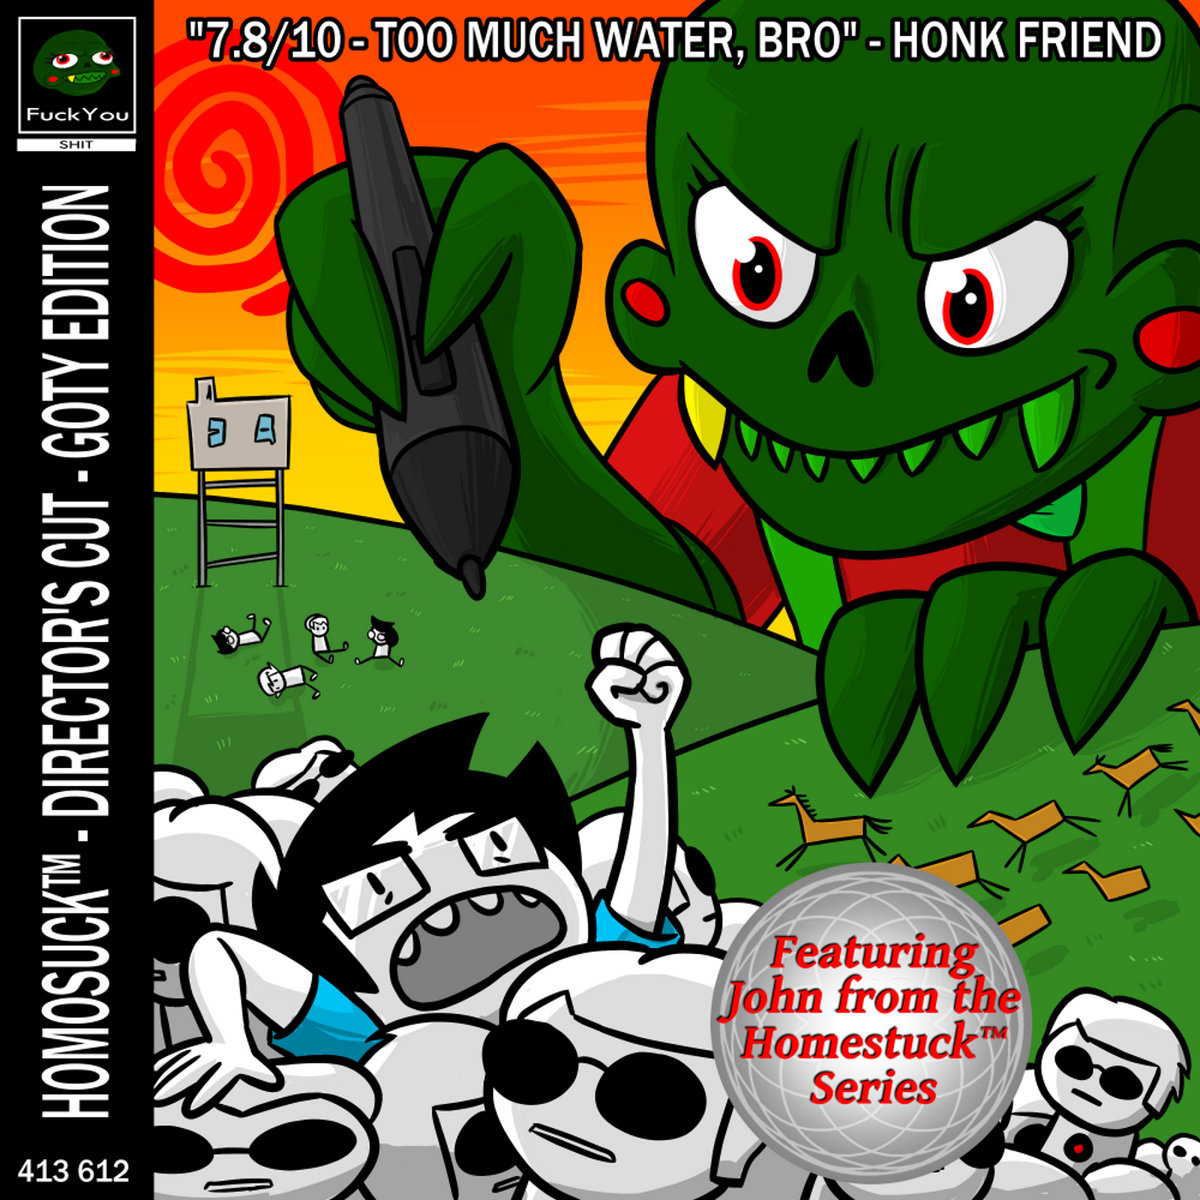 "7.8/10 - TOO MUCH WATER, BRO" - HONK FRIEND
FuckYou
SHIT
HOMOSUCK™ - DIRECTOR'S CUT - GOTY EDITION
413 612
Featuring
John from the
Homestuck™
Series